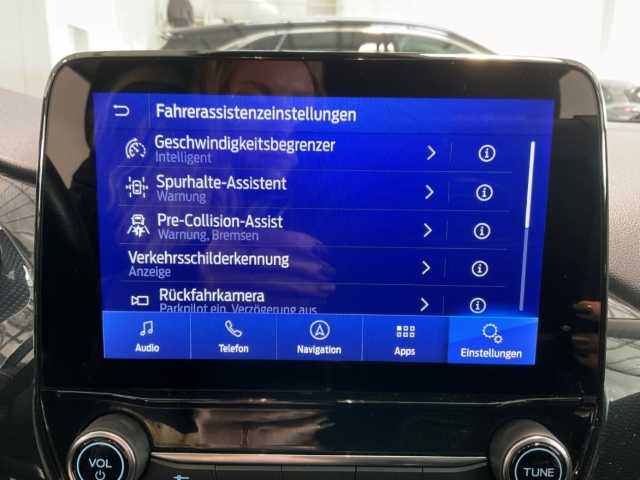 Fahrerassistenzeinstellungen
Geschwindigkeitsbegrenzer
Intelligent
Spurhalte-Assistent
Warnung
Pre-Collision-Assist
Warnung, Bremsen
Verkehrsschilderkennung
Anzeige
Rückfahrkamera
Parkpilot ein, Verzögerung aus
Audio
Telefon
Navigation
Apps
Einstellungen
VOL
TUNE